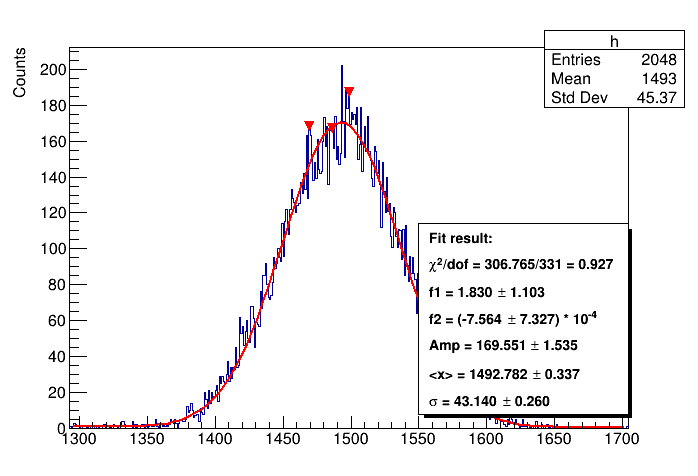 h
Entries 2048
Mean 1493
Std Dev 45.37
Counts
200
180
160
140
120
100
80
60
40
20
0
Fit result:
χ²/dof = 306.765/331 = 0.927
f1 = 1.830 ± 1.103
f2 = (-7.564 ± 7.327) * 10⁻⁴
Amp = 169.551 ± 1.535
<x> = 1492.782 ± 0.337
σ = 43.140 ± 0.260
1300 1350 1400 1450 1500 1550 1600 1650 1700